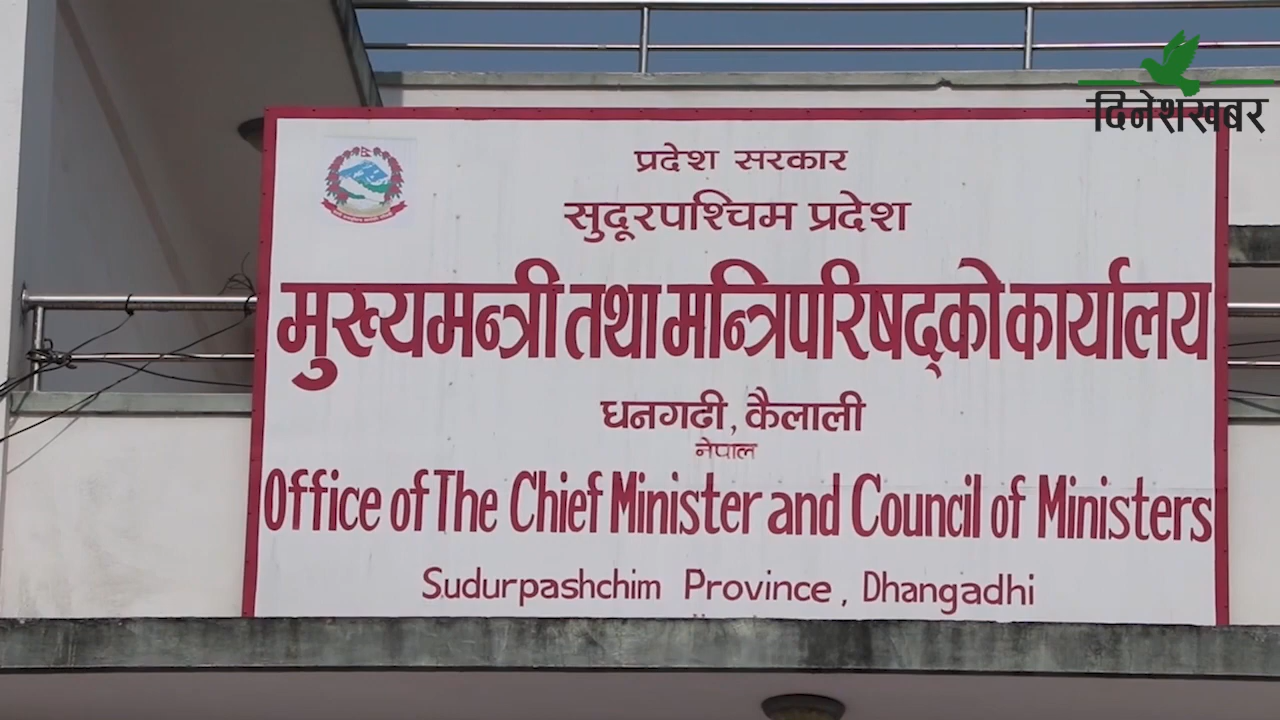 दिनेशखबर
प्रदेश सरकार
सुदूरपश्चिम प्रदेश
मुख्यमन्त्री तथा मन्त्रिपरिषद्को कार्यालय
धनगढी, कैलाली
नेपाल
Office of The Chief Minister and Council of Ministers
Sudurpashchim Province, Dhangadhi